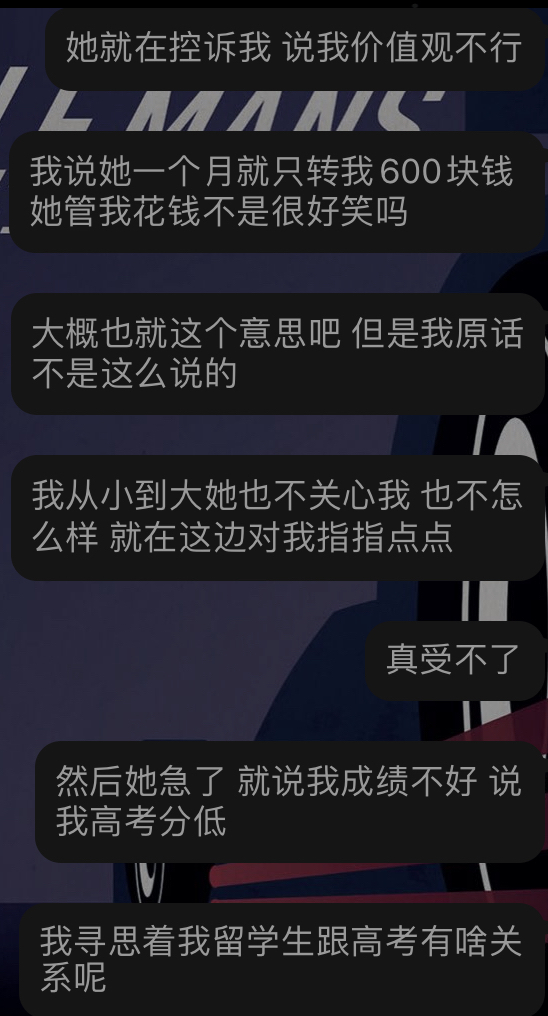 她就在控诉我 说我价值观不行
LE MANS
我说她一个月就只转我600块钱
她管我花钱不是很好笑吗
大概也就这个意思吧 但是我原话
不是这么说的
我从小到大她也不关心我 也不怎
么样 就在这边对我指指点点
真受不了
然后她急了 就说我成绩不好 说
我高考分低
我寻思着我留学生跟高考有啥关
系呢